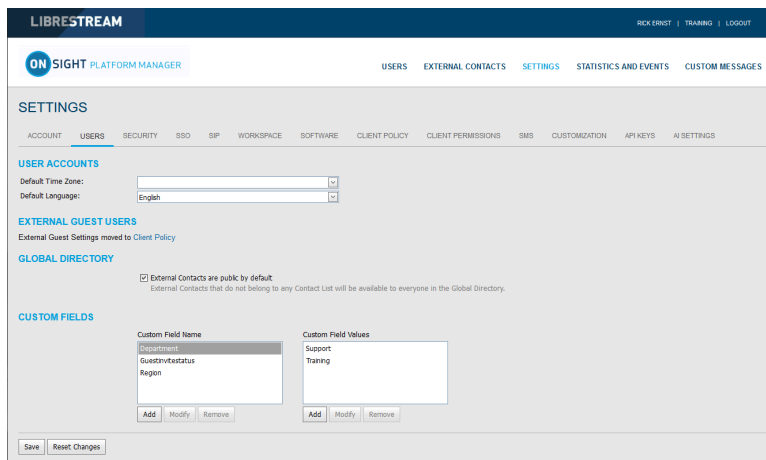 LIBRESTREAM
RICK ERNST | TRAINING | LOGOUT
ON SIGHT PLATFORM MANAGER
USERS EXTERNAL CONTACTS SETTINGS STATISTICS AND EVENTS CUSTOM MESSAGES
SETTINGS
ACCOUNT USERS SECURITY SSO SIP WORKSPACE SOFTWARE CLIENT POLICY CLIENT PERMISSIONS SMS CUSTOMIZATION API KEYS AI SETTINGS
USER ACCOUNTS
Default Time Zone:
Default Language: English
EXTERNAL GUEST USERS
External Guest Settings moved to Client Policy
GLOBAL DIRECTORY
External Contacts are public by default
External Contacts that do not belong to any Contact List will be available to everyone in the Global Directory.
CUSTOM FIELDS
Custom Field Name Custom Field Values
Department Support
Guestinvitestatus Training
Region
Add Modify Remove Add Modify Remove
Save Reset Changes